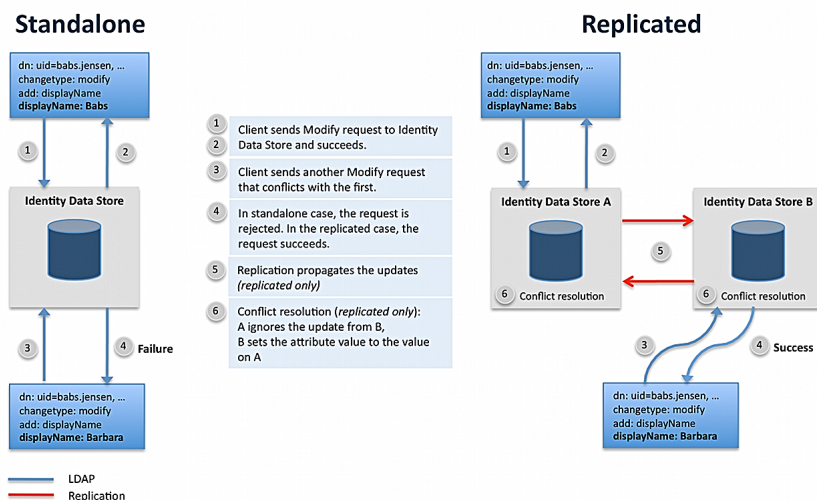 Standalone
Replicated
dn: uid=babs.jensen, ...
changetype: modify
add: displayName
displayName: Babs
1
2
Identity Data Store
3
4
Failure
dn: uid=babs.jensen, ...
changetype: modify
add: displayName
displayName: Barbara
LDAP
Replication
1
2
Client sends Modify request to Identity
Data Store and succeeds.
3
Client sends another Modify request
that conflicts with the first.
4
In standalone case, the request is
rejected. In the replicated case, the
request succeeds.
5
Replication propagates the updates
(replicated only)
6
Conflict resolution (replicated only):
A ignores the update from B,
B sets the attribute value to the value
on A
dn: uid=babs.jensen, ...
changetype: modify
add: displayName
displayName: Babs
1
2
Identity Data Store A
Identity Data Store B
5
6
Conflict resolution
6
Conflict resolution
3
4
Success
dn: uid=babs.jensen, ...
changetype: modify
add: displayName
displayName: Barbara